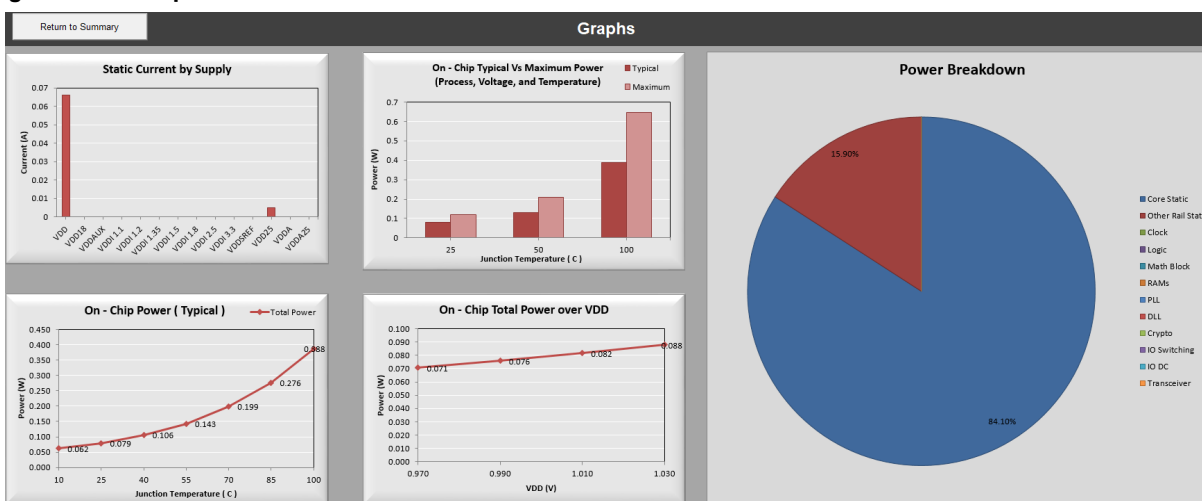 Return to Summary
Graphs
Static Current by Supply
0.07
0.06
0.05
0.04
0.03
0.02
0.01
0
Current (A)
VDD
VDD18
VDDAUX
VDDI 1.1
VDDI 1.2
VDDI 1.35
VDDI 1.5
VDDI 1.8
VDDI 2.5
VDDI 3.3
VDDSREF
VDD25
VDDA
VDDA25
On - Chip Typical Vs Maximum Power
(Process, Voltage, and Temperature)
Typical
Maximum
0.7
0.6
0.5
0.4
0.3
0.2
0.1
0
Power (W)
25 50 100
Junction Temperature ( C )
On - Chip Power ( Typical )
Total Power
0.450
0.400
0.350
0.300
0.250
0.200
0.150
0.100
0.050
0.000
Power (W)
0.062
0.079
0.106
0.143
0.199
0.276
0.388
10 25 40 55 70 85 100
Junction Temperature ( C )
On - Chip Total Power over VDD
0.100
0.090
0.080
0.070
0.060
0.050
0.040
0.030
0.020
0.010
0.000
Power (W)
0.071
0.076
0.082
0.088
0.970 0.990 1.010 1.030
VDD (V)
Power Breakdown
15.90%
84.10%
Core Static
Other Rail Stat
Clock
Logic
Math Block
RAMs
PLL
DLL
Crypto
IO Switching
IO DC
Transceiver